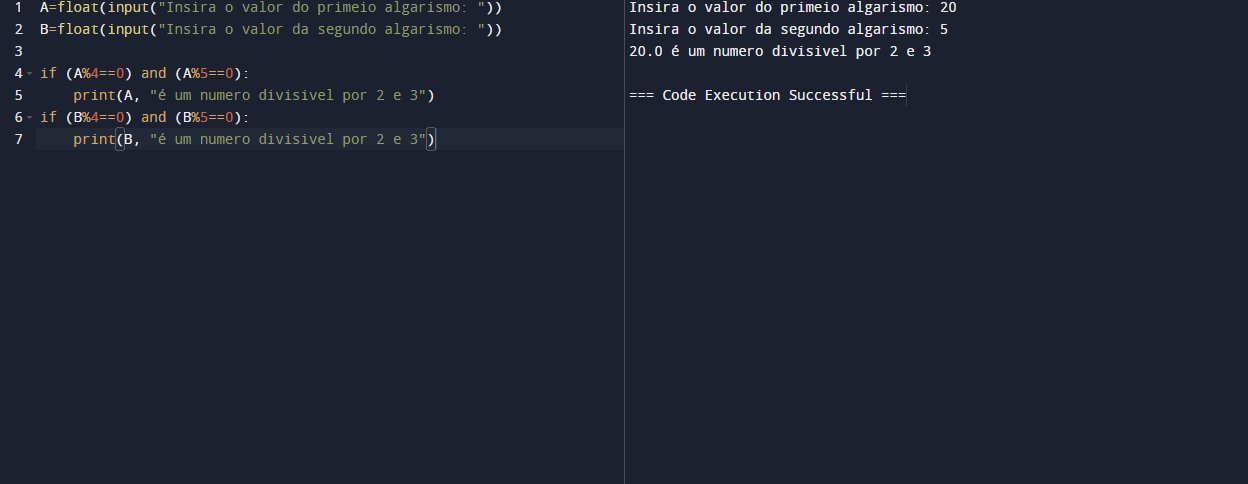 1 A=float(input("Insira o valor do primeio algarismo: "))
2 B=float(input("Insira o valor da segundo algarismo: "))
3
4 if (A%4==0) and (A%5==0):
5     print(A, "é um numero divisivel por 2 e 3")
6 if (B%4==0) and (B%5==0):
7     print(B, "é um numero divisivel por 2 e 3")
Insira o valor do primeio algarismo: 20
Insira o valor da segundo algarismo: 5
20.0 é um numero divisivel por 2 e 3
=== Code Execution Successful ===